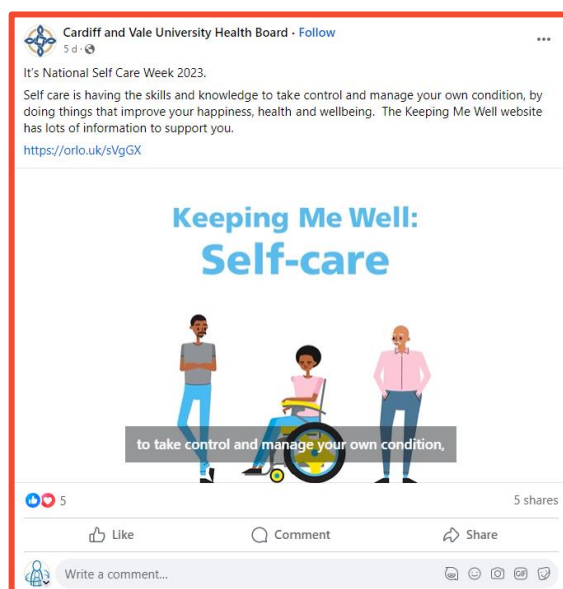 Cardiff and Vale University Health Board · Follow
5 d ·
It's National Self Care Week 2023.
Self care is having the skills and knowledge to take control and manage your own condition, by
doing things that improve your happiness, health and wellbeing. The Keeping Me Well website
has lots of information to support you.
https://orlo.uk/sVgGX
Keeping Me Well:
Self-care
to take control and manage your own condition,
5
5 shares
Like
Comment
Share
Write a comment...
GIF